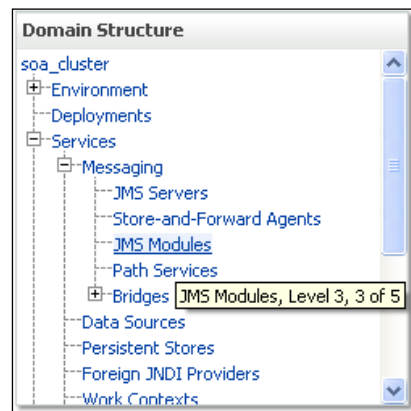 Domain Structure
soa_cluster
Environment
Deployments
Services
Messaging
JMS Servers
Store-and-Forward Agents
JMS Modules
Path Services
Bridges JMS Modules, Level 3, 3 of 5
Data Sources
Persistent Stores
Foreign JNDI Providers
Work Contexts